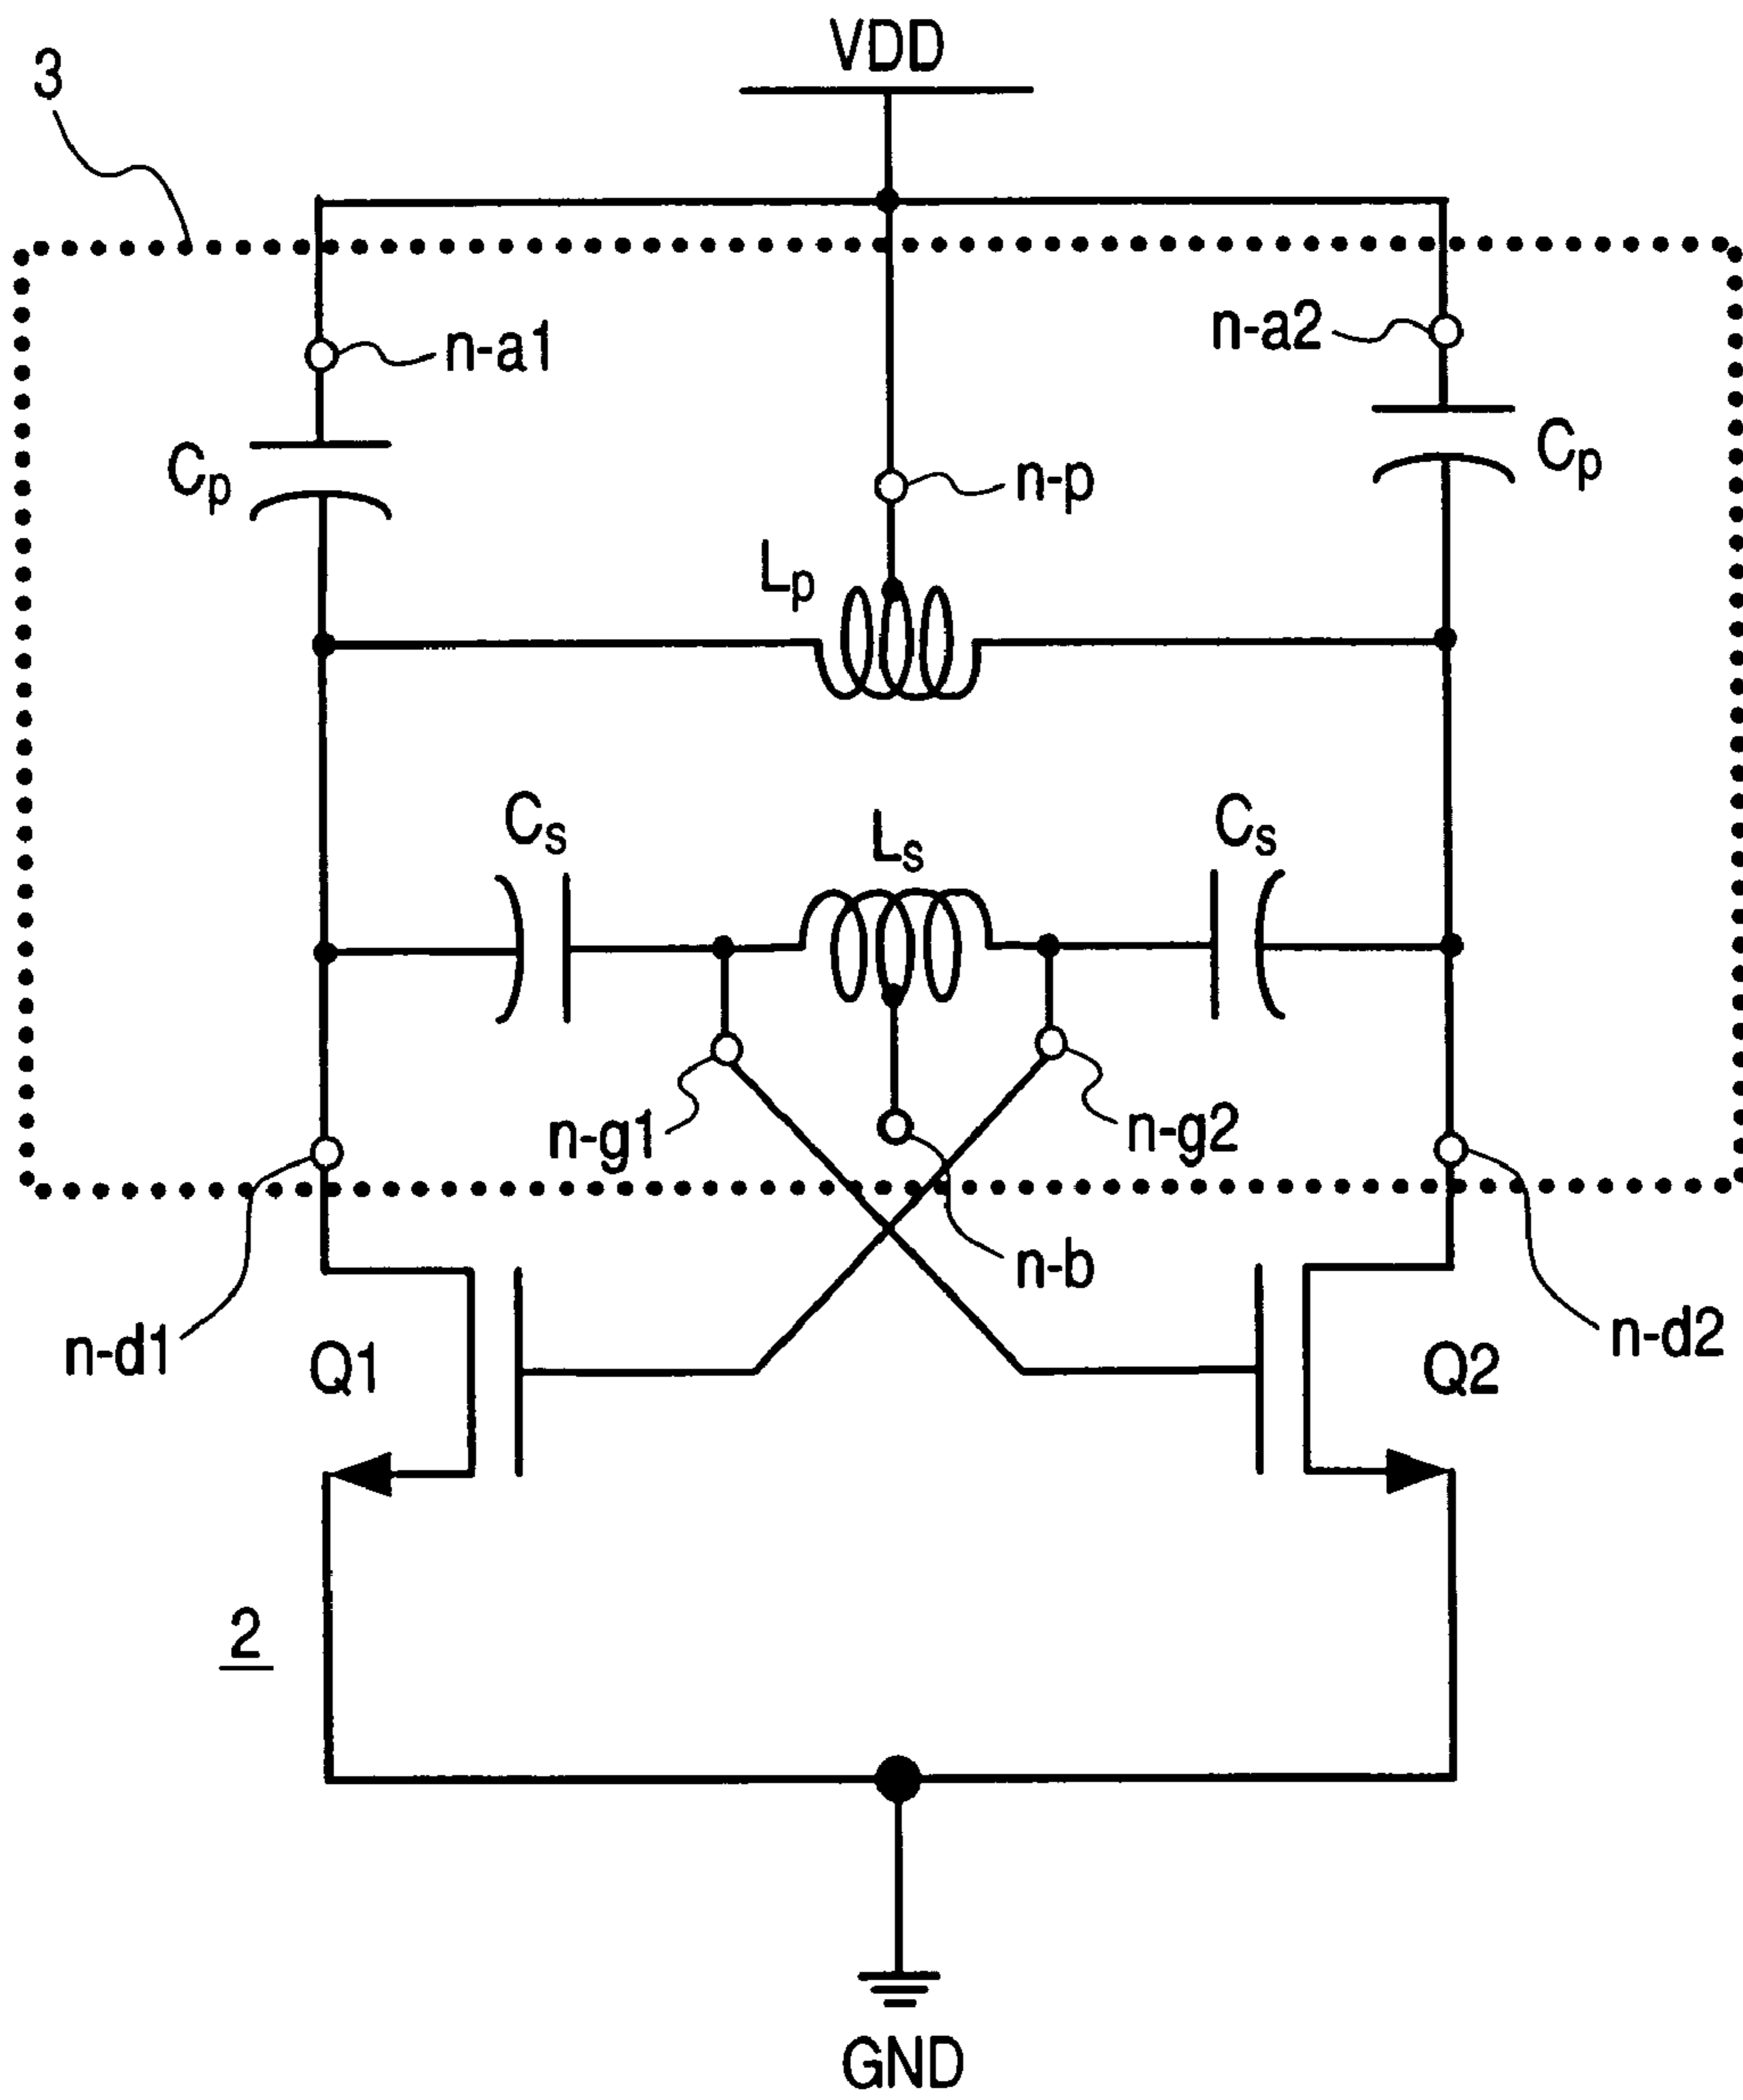 VDD
3
n-a1
n-a2
Cp
Cp
n-p
Lp
Cs
Ls
Cs
n-g1
n-g2
n-b
n-d1
Q1
Q2
n-d2
2
GND